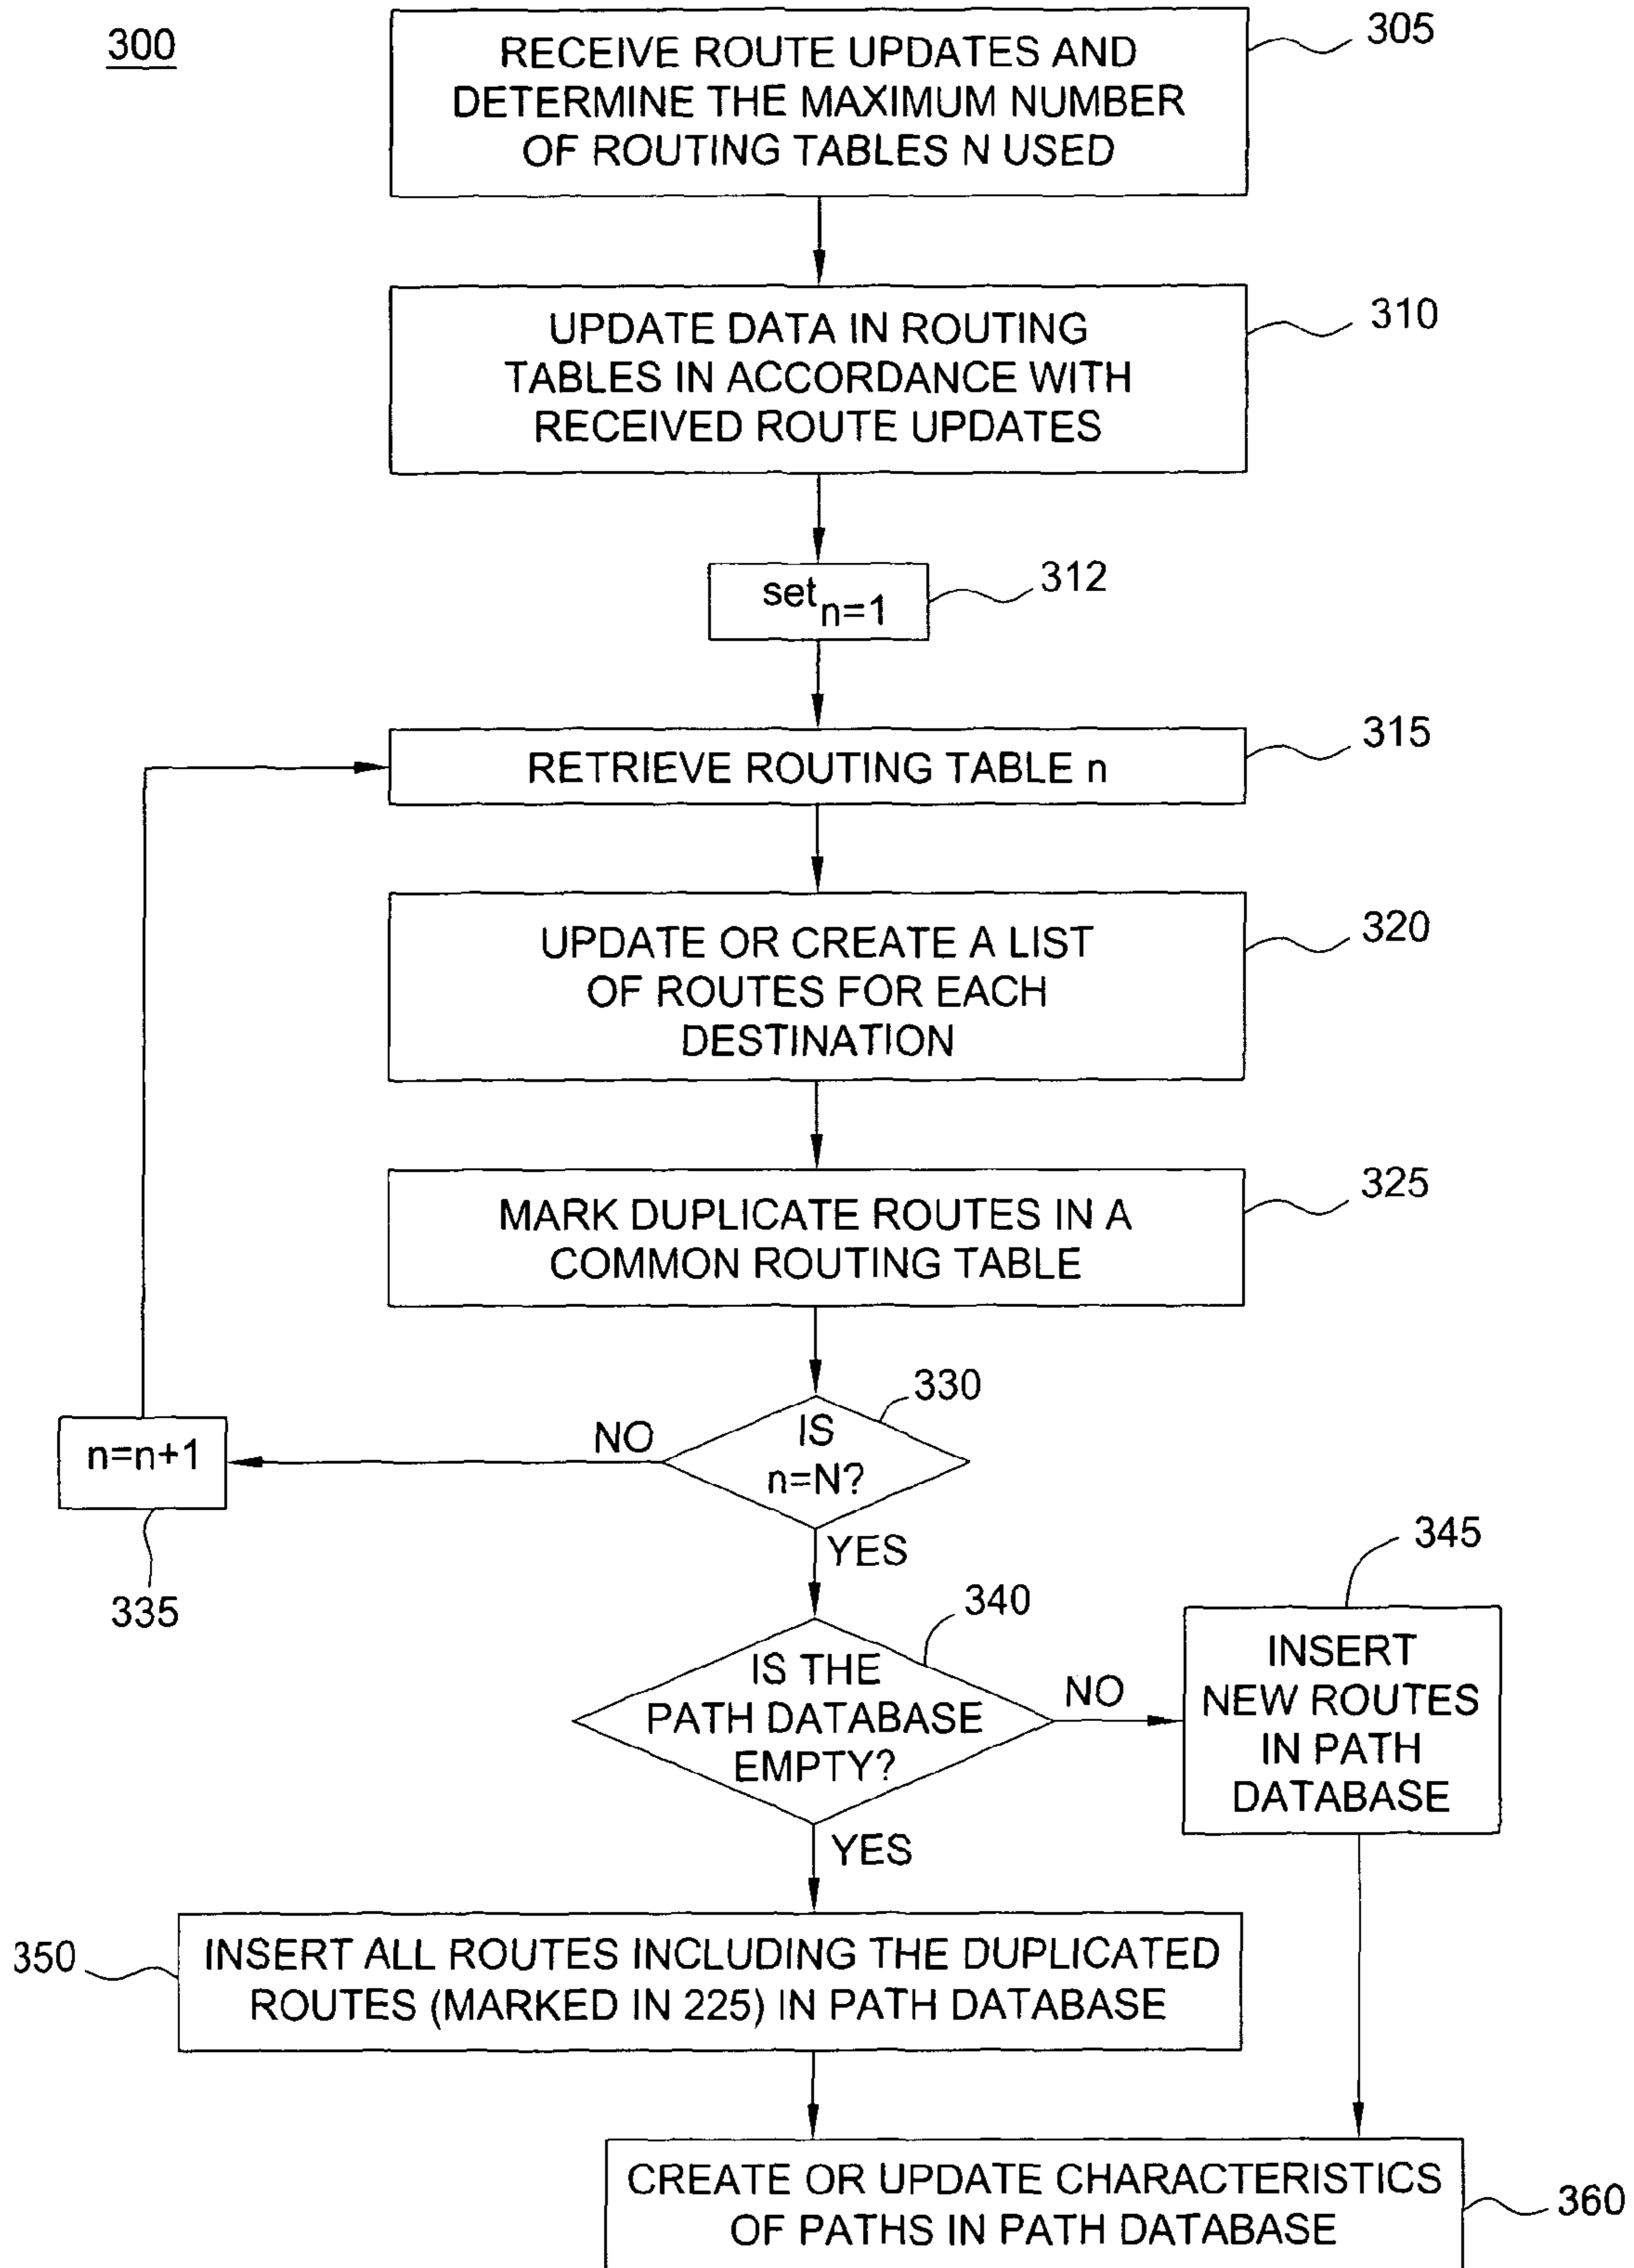 300
305
RECEIVE ROUTE UPDATES AND
DETERMINE THE MAXIMUM NUMBER
OF ROUTING TABLES N USED
310
UPDATE DATA IN ROUTING
TABLES IN ACCORDANCE WITH
RECEIVED ROUTE UPDATES
312
set n=1
315
RETRIEVE ROUTING TABLE n
320
UPDATE OR CREATE A LIST
OF ROUTES FOR EACH
DESTINATION
325
MARK DUPLICATE ROUTES IN A
COMMON ROUTING TABLE
330
IS
n=N?
NO
n=n+1
335
YES
340
IS THE
PATH DATABASE
EMPTY?
NO
345
INSERT
NEW ROUTES
IN PATH
DATABASE
YES
350
INSERT ALL ROUTES INCLUDING THE DUPLICATED
ROUTES (MARKED IN 225) IN PATH DATABASE
CREATE OR UPDATE CHARACTERISTICS
OF PATHS IN PATH DATABASE
360